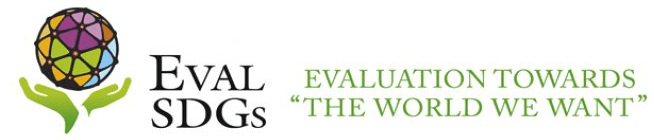 EVAL
SDGs
EVALUATION TOWARDS
“THE WORLD WE WANT”